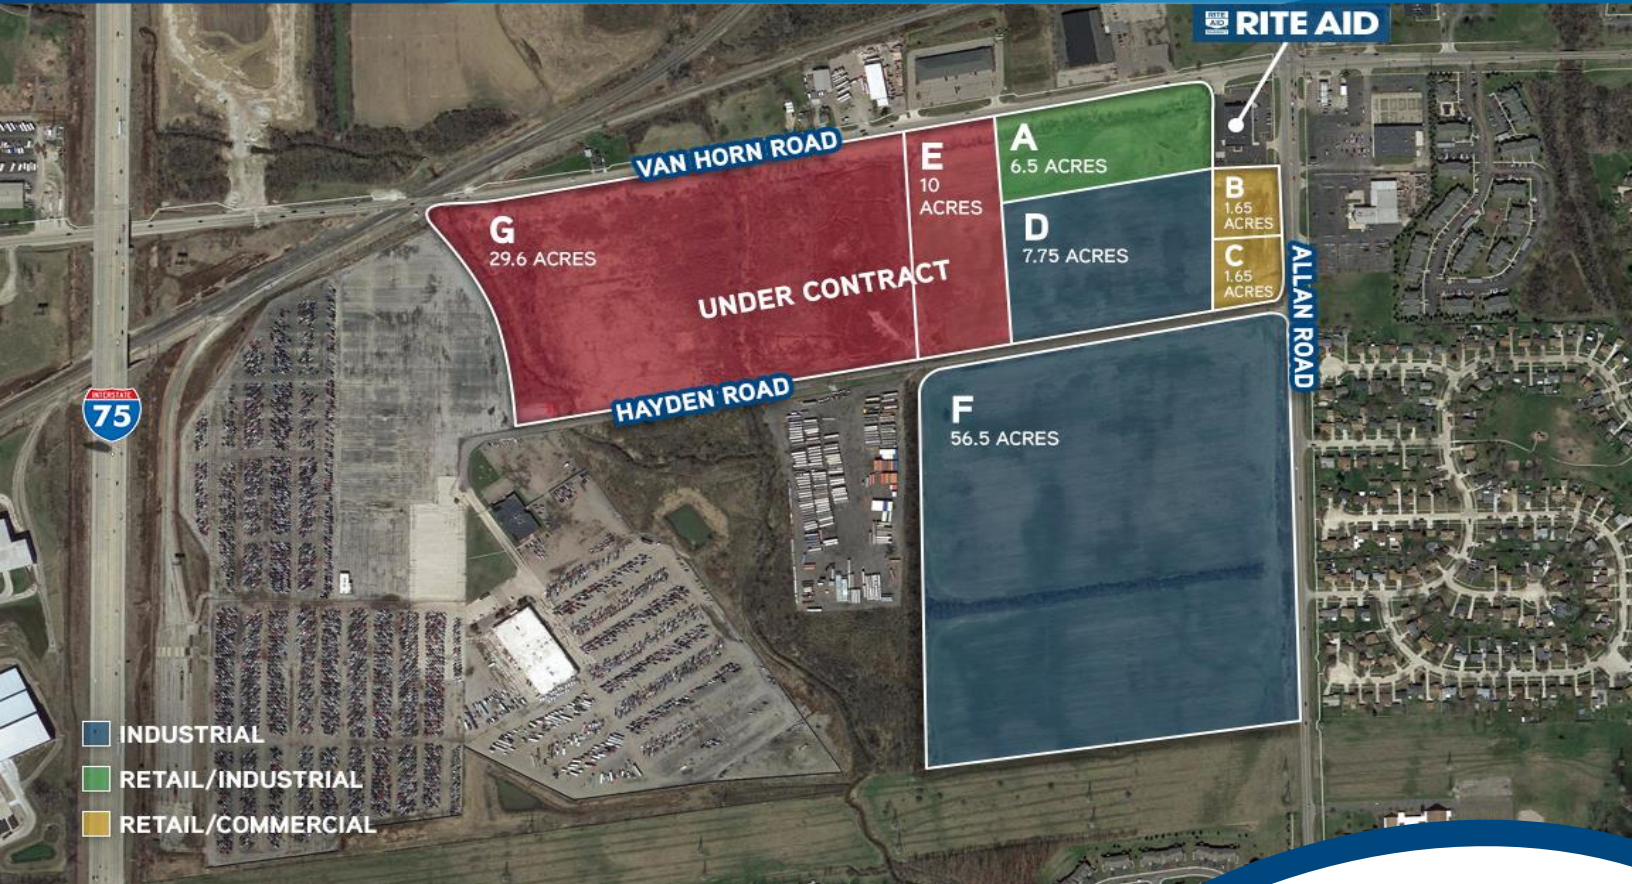 RITE AID
RITE AID
VAN HORN ROAD
A
6.5 ACRES
E
10
ACRES
B
1.65
ACRES
G
29.6 ACRES
D
7.75 ACRES
C
1.65
ACRES
UNDER CONTRACT
ALLAN ROAD
HAYDEN ROAD
INTERSTATE
75
F
56.5 ACRES
INDUSTRIAL
RETAIL/INDUSTRIAL
RETAIL/COMMERCIAL